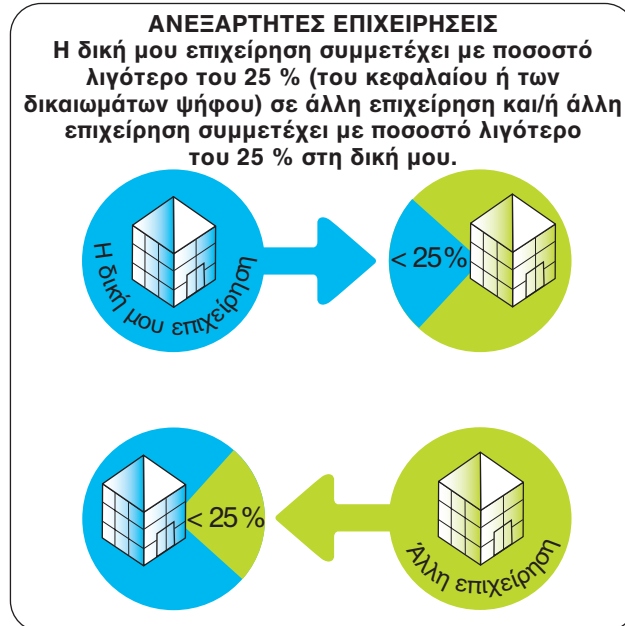 ΑΝΕΞΑΡΤΗΤΕΣ ΕΠΙΧΕΙΡΗΣΕΙΣ
Η δική μου επιχείρηση συμμετέχει με ποσοστό
λιγότερο του 25 % (του κεφαλαίου ή των
δικαιωμάτων ψήφου) σε άλλη επιχείρηση και/ή άλλη
επιχείρηση συμμετέχει με ποσοστό λιγότερο
του 25 % στη δική μου.
Η δική μου επιχείρηση
< 25%
< 25%
Άλλη επιχείρηση